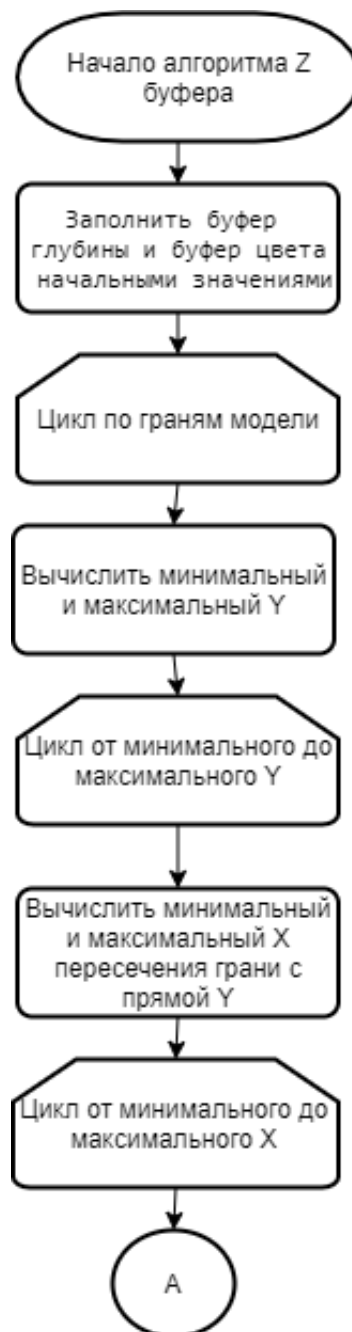 Начало алгоритма Z
буфера
Заполнить буфер
глубины и буфер цвета
начальными значениями
Цикл по граням модели
Вычислить минимальный
и максимальный Y
Цикл от минимального до
максимального Y
Вычислить минимальный
и максимальный X
пересечения грани с
прямой Y
Цикл от минимального до
максимального X
А